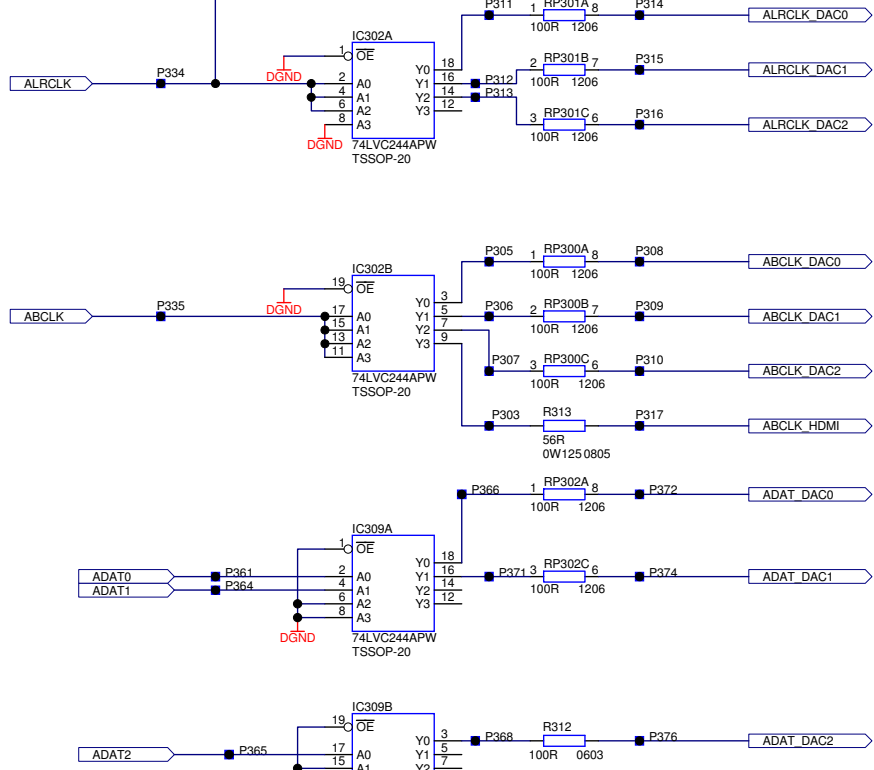 P311 1 RP301A 8 P314
ALRCLK_DAC0
100R 1206
IC302A
1 OE
DGND
18
Y0
ALRCLK P334
2 A0
4 A1
6 A2
8 A3
Y1 16 P312
Y2 14 P313
Y3 12
2 RP301B 7 P315
ALRCLK_DAC1
100R 1206
3 RP301C 6 P316
ALRCLK_DAC2
100R 1206
DGND
74LVC244APW
TSSOP-20
IC302B
19 OE
DGND
P305 1 RP300A 8 P308
ABCLK_DAC0
100R 1206
ABCLK P335
17 A0
15 A1
13 A2
11 A3
Y0 3
Y1 5
Y2 7
Y3 9
P306 2 RP300B 7 P309
ABCLK_DAC1
100R 1206
P307 3 RP300C 6 P310
ABCLK_DAC2
100R 1206
74LVC244APW
TSSOP-20
P303 R313 P317
ABCLK_HDMI
56R
0W125 0805
P366 1 RP302A 8 P372
ADAT_DAC0
100R 1206
IC309A
1 OE
ADAT0 P361
ADAT1 P364
2 A0
4 A1
6 A2
8 A3
Y0 18
Y1 16
Y2 14
Y3 12
P371 3 RP302C 6 P374
ADAT_DAC1
100R 1206
DGND
74LVC244APW
TSSOP-20
IC309B
19 OE
ADAT2 P365
17 A0
15 A1
Y0 3
Y1 5
Y2 7
P368 R312 P376
ADAT_DAC2
100R 0603